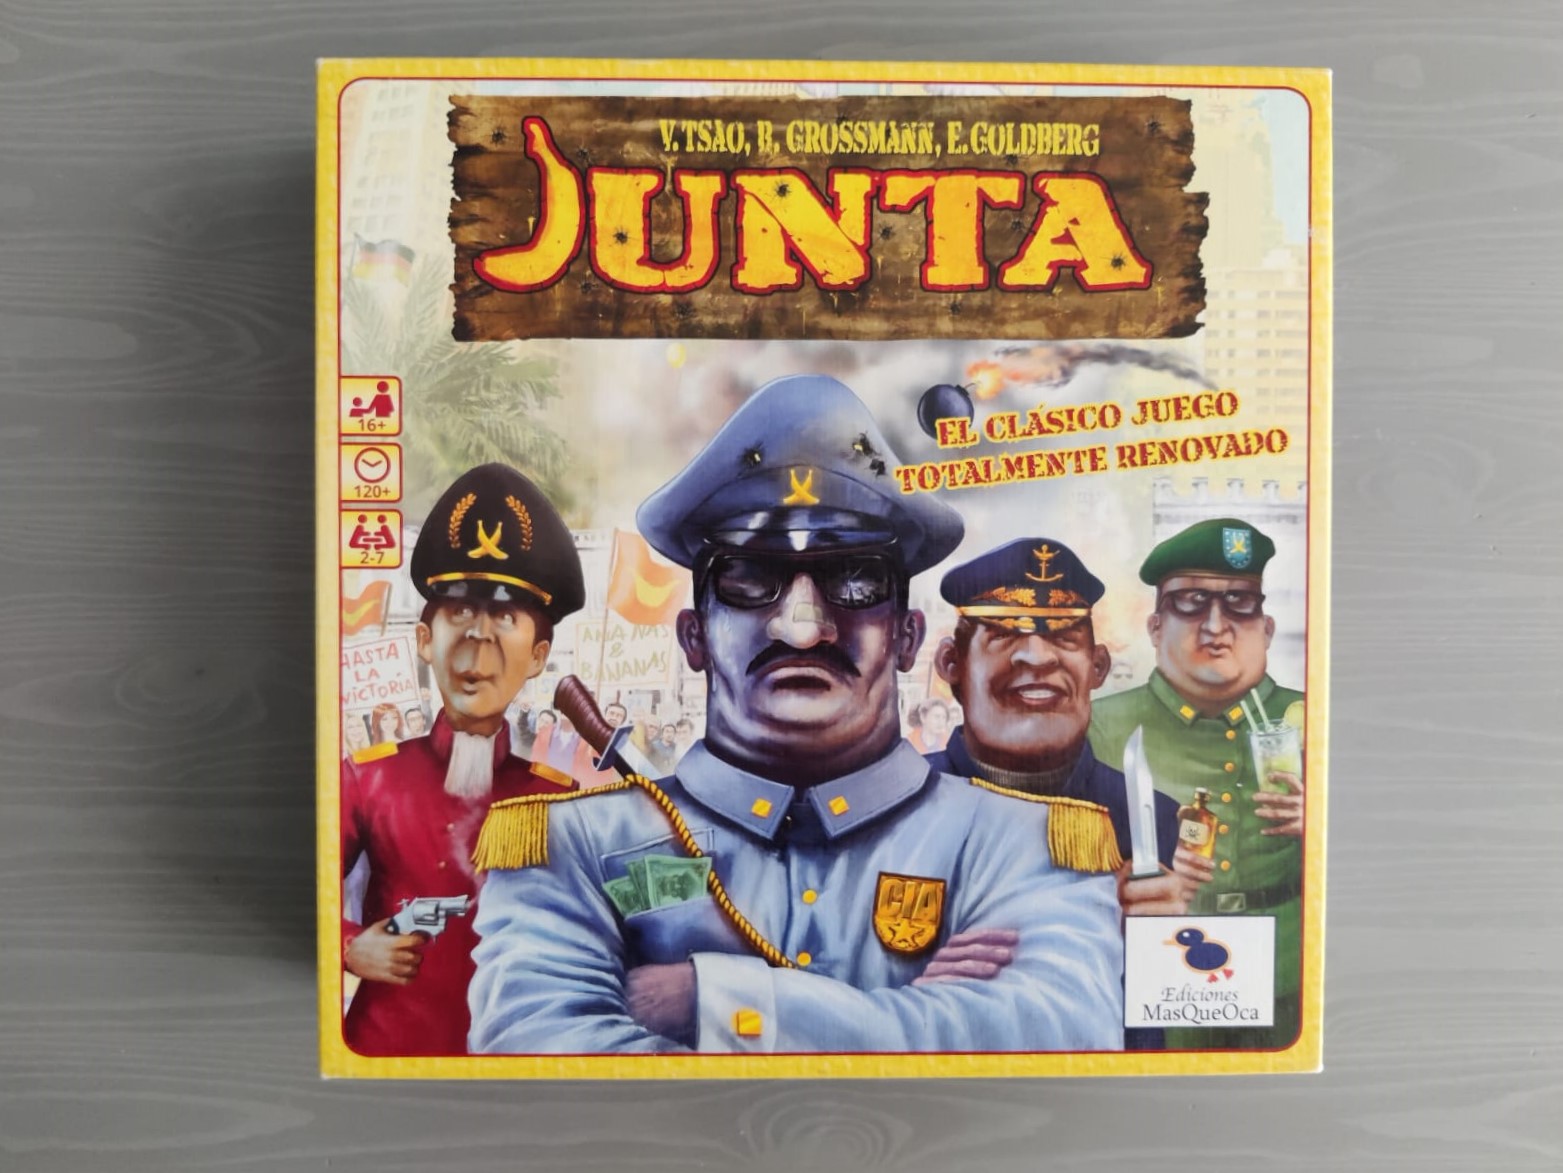 V. TSAO, B. GROSSMANN, E. GOLDBERG
JUNTA
EL CLÁSICO JUEGO
TOTALMENTE RENOVADO
16+
120+
2-7
HASTA
LA
VICTORIA
ANANAS
&
BANANAS
CIA
Ediciones
MasQueOca